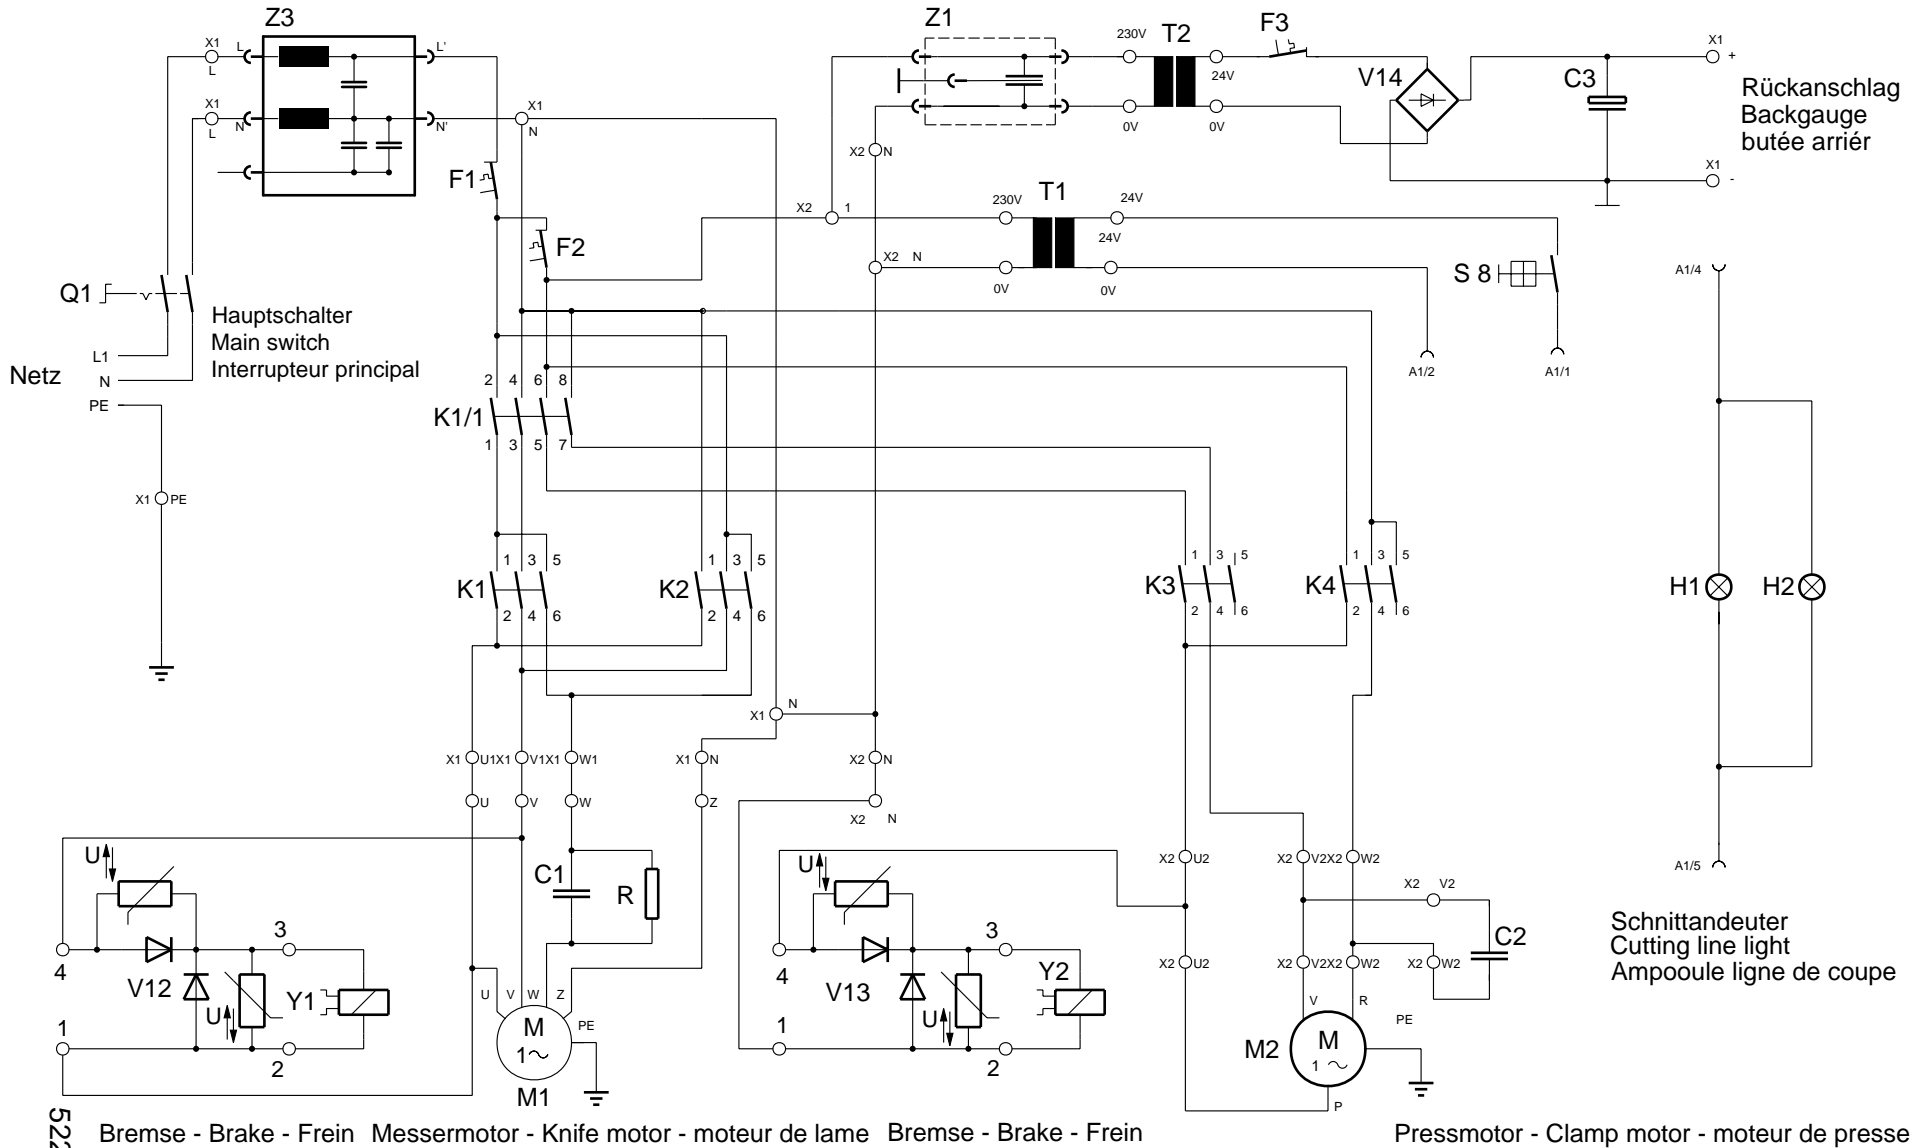 Z3
Z1
T2
F3
X1
L
L
L'
230V
24V
V14
C3
X1
+
Rückanschlag
Backgauge
butée arriér
X1
L
N
N'
X1
N
0V
0V
X2
N
X1
-
F1
F2
X2
1
230V
T1
24V
24V
X2
N
0V
0V
S 8
A1/4
Q1
Hauptschalter
Main switch
Interrupteur principal
L1
Netz
N
PE
A1/2
A1/1
2
4
6
8
K1/1
1
3
5
7
X1
PE
1
3
5
K1
2
4
6
1
3
5
K2
2
4
6
1
3
5
K3
2
4
6
1
3
5
K4
2
4
6
H1
H2
X1
N
X1
U1
X1
V1
X1
W1
X1
N
X2
N
U
V
W
Z
X2
N
U
C1
R
U
X2
U2
X2
V2
X2
W2
A1/5
X2
V2
4
3
V12
Y1
U
1
2
U
V
W
Z
PE
M
1~
M1
4
3
V13
Y2
U
1
2
X2
U2
X2
V2
X2
W2
X2
W2
C2
V
R
PE
M2
M
1~
P
Schnittandeuter
Cutting line light
Ampooule ligne de coupe
522
Bremse - Brake - Frein
Messermotor - Knife motor - moteur de lame
Bremse - Brake - Frein
Pressmotor - Clamp motor - moteur de presse